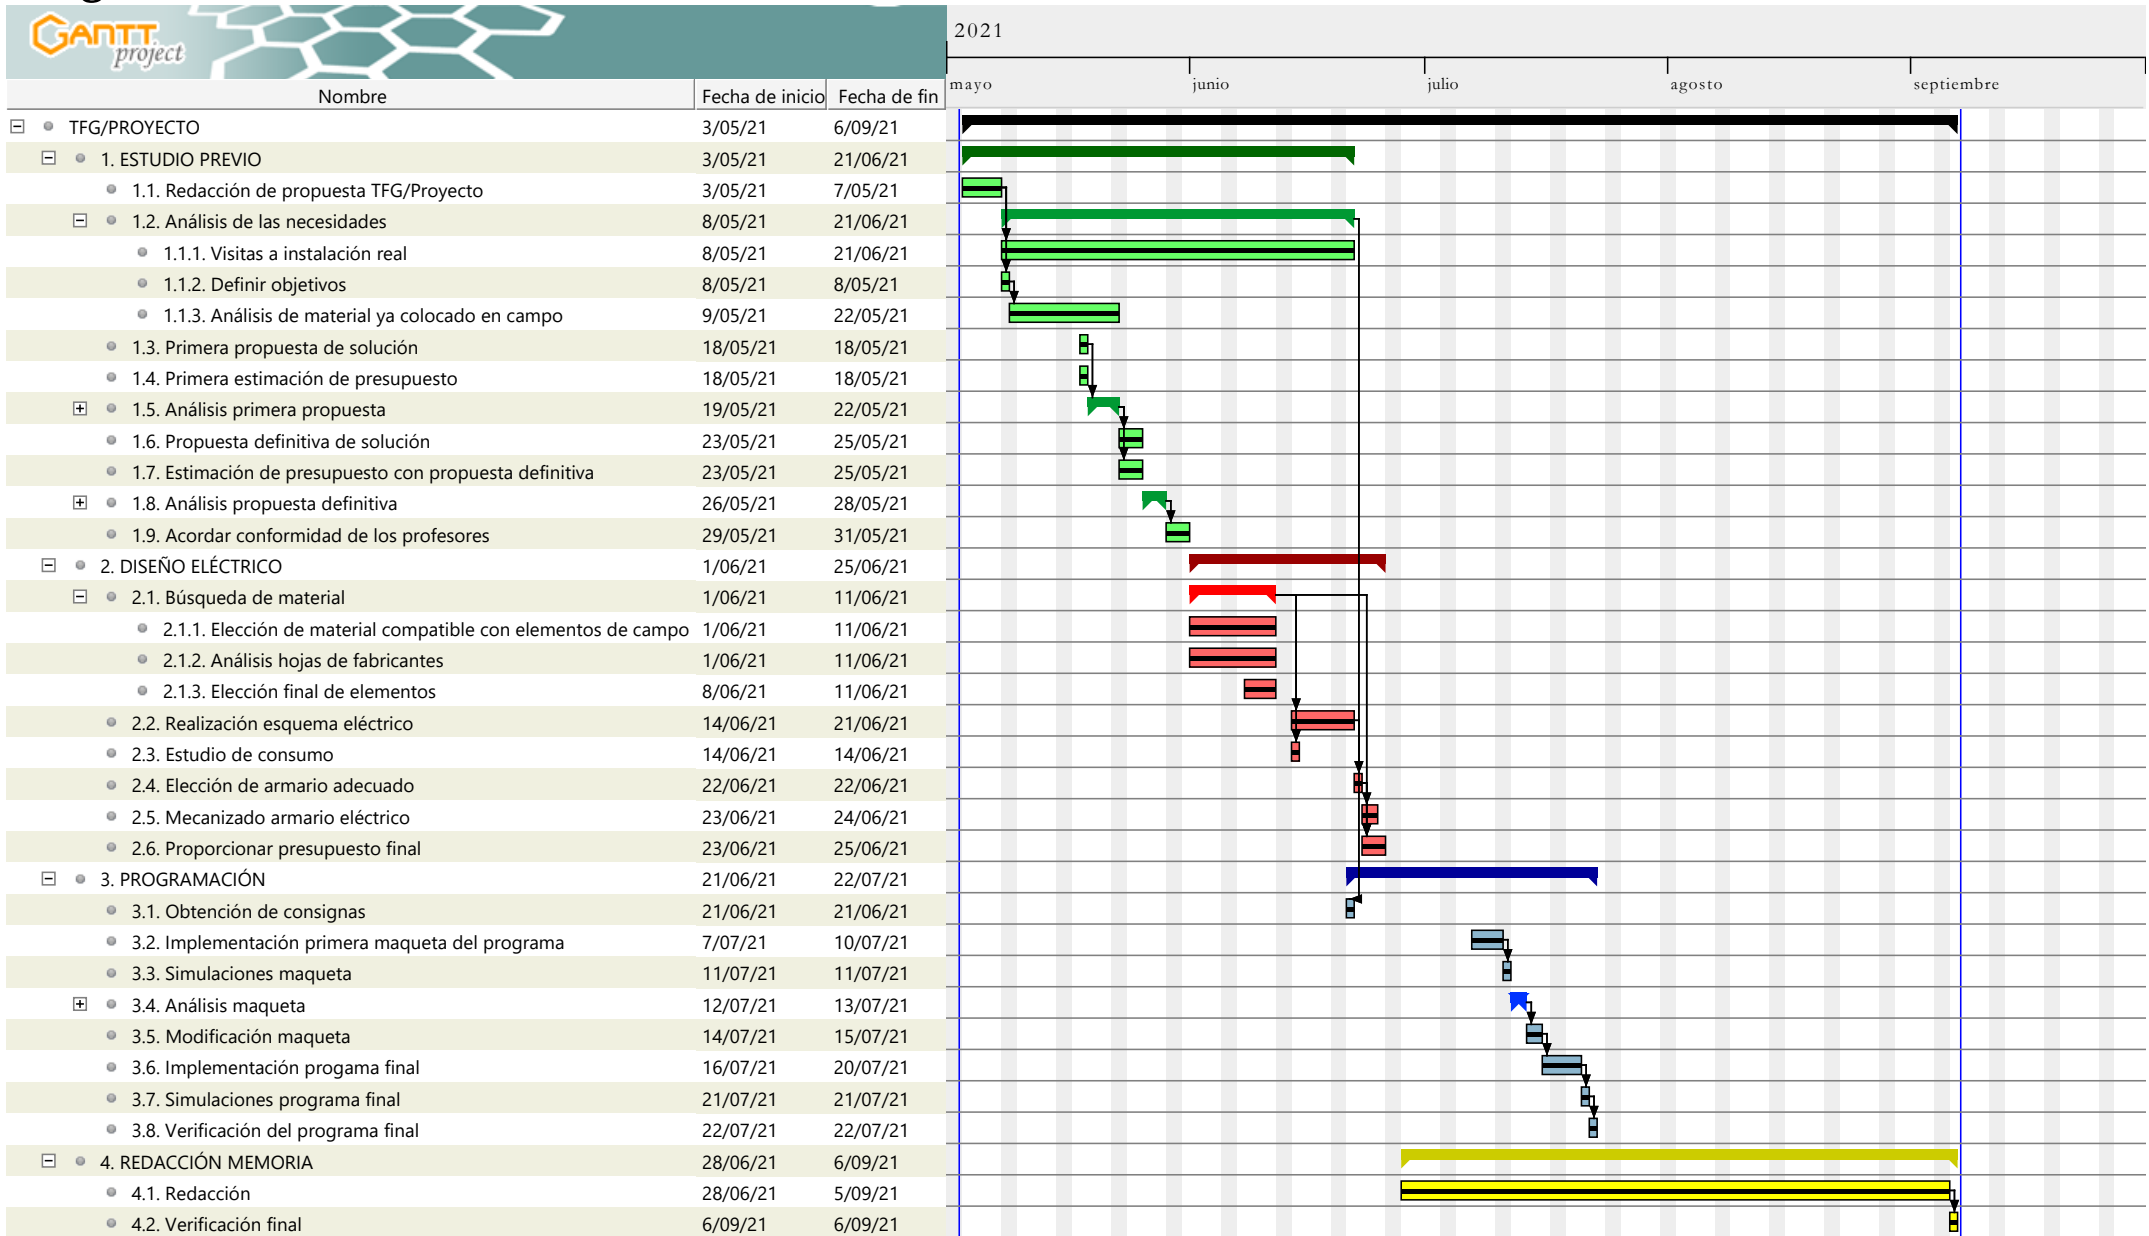 GANTT
project
2021
mayo junio julio agosto septiembre
Nombre Fecha de inicio Fecha de fin
TFG/PROYECTO 3/05/21 6/09/21
1. ESTUDIO PREVIO 3/05/21 21/06/21
1.1. Redacción de propuesta TFG/Proyecto 3/05/21 7/05/21
1.2. Análisis de las necesidades 8/05/21 21/06/21
1.1.1. Visitas a instalación real 8/05/21 21/06/21
1.1.2. Definir objetivos 8/05/21 8/05/21
1.1.3. Análisis de material ya colocado en campo 9/05/21 22/05/21
1.3. Primera propuesta de solución 18/05/21 18/05/21
1.4. Primera estimación de presupuesto 18/05/21 18/05/21
1.5. Análisis primera propuesta 19/05/21 22/05/21
1.6. Propuesta definitiva de solución 23/05/21 25/05/21
1.7. Estimación de presupuesto con propuesta definitiva 23/05/21 25/05/21
1.8. Análisis propuesta definitiva 26/05/21 28/05/21
1.9. Acordar conformidad de los profesores 29/05/21 31/05/21
2. DISEÑO ELÉCTRICO 1/06/21 25/06/21
2.1. Búsqueda de material 1/06/21 11/06/21
2.1.1. Elección de material compatible con elementos de campo 1/06/21 11/06/21
2.1.2. Análisis hojas de fabricantes 1/06/21 11/06/21
2.1.3. Elección final de elementos 8/06/21 11/06/21
2.2. Realización esquema eléctrico 14/06/21 21/06/21
2.3. Estudio de consumo 14/06/21 14/06/21
2.4. Elección de armario adecuado 22/06/21 22/06/21
2.5. Mecanizado armario eléctrico 23/06/21 24/06/21
2.6. Proporcionar presupuesto final 23/06/21 25/06/21
3. PROGRAMACIÓN 21/06/21 22/07/21
3.1. Obtención de consignas 21/06/21 21/06/21
3.2. Implementación primera maqueta del programa 7/07/21 10/07/21
3.3. Simulaciones maqueta 11/07/21 11/07/21
3.4. Análisis maqueta 12/07/21 13/07/21
3.5. Modificación maqueta 14/07/21 15/07/21
3.6. Implementación progama final 16/07/21 20/07/21
3.7. Simulaciones programa final 21/07/21 21/07/21
3.8. Verificación del programa final 22/07/21 22/07/21
4. REDACCIÓN MEMORIA 28/06/21 6/09/21
4.1. Redacción 28/06/21 5/09/21
4.2. Verificación final 6/09/21 6/09/21